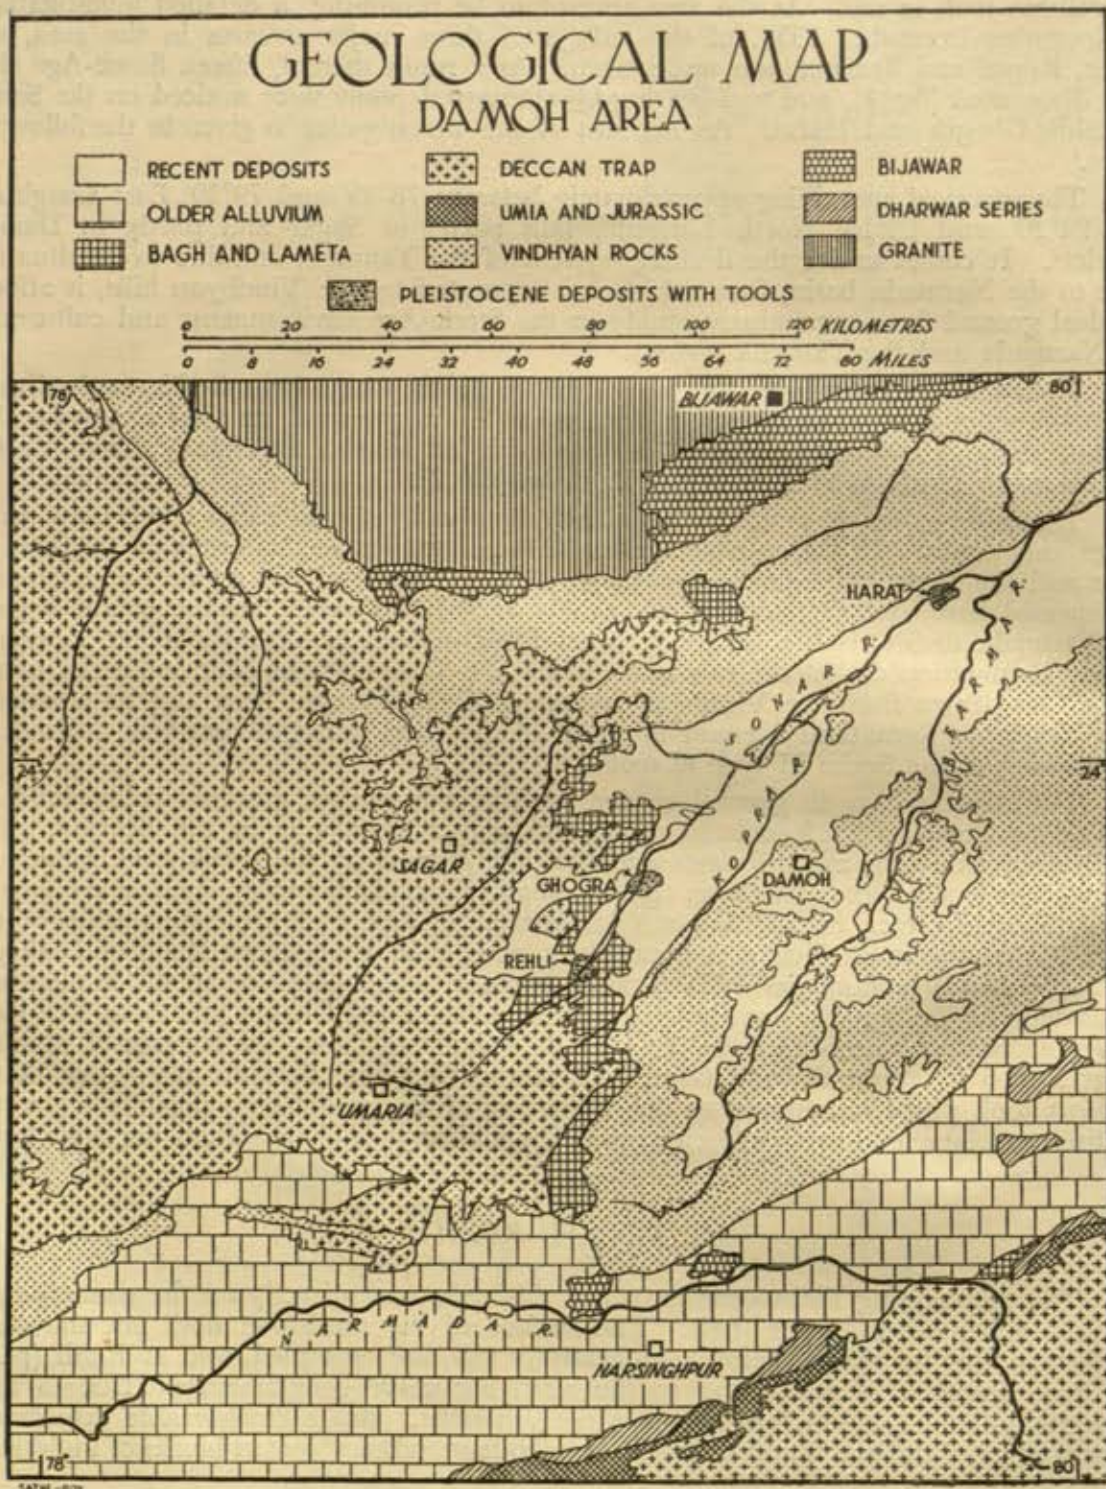 GEOLOGICAL MAP
DAMOH AREA
RECENT DEPOSITS
DECCAN TRAP
BIJAWAR
OLDER ALLUVIUM
UMIA AND JURASSIC
DHARWAR SERIES
BAGH AND LAMETA
VINDHYAN ROCKS
GRANITE
PLEISTOCENE DEPOSITS WITH TOOLS
0 20 40 60 80 100 120 KILOMETRES
0 8 16 24 32 40 48 56 64 72 80 MILES
78°
BIJAWAR
80°
HARAT
SONAR R.
BEARMAR R.
24°
24°
KOPPRA R.
SAGAR
GHOGRA
DAMOH
REHLI
UMARIA
NARMADA R.
NARSINGHPUR
78°
80°